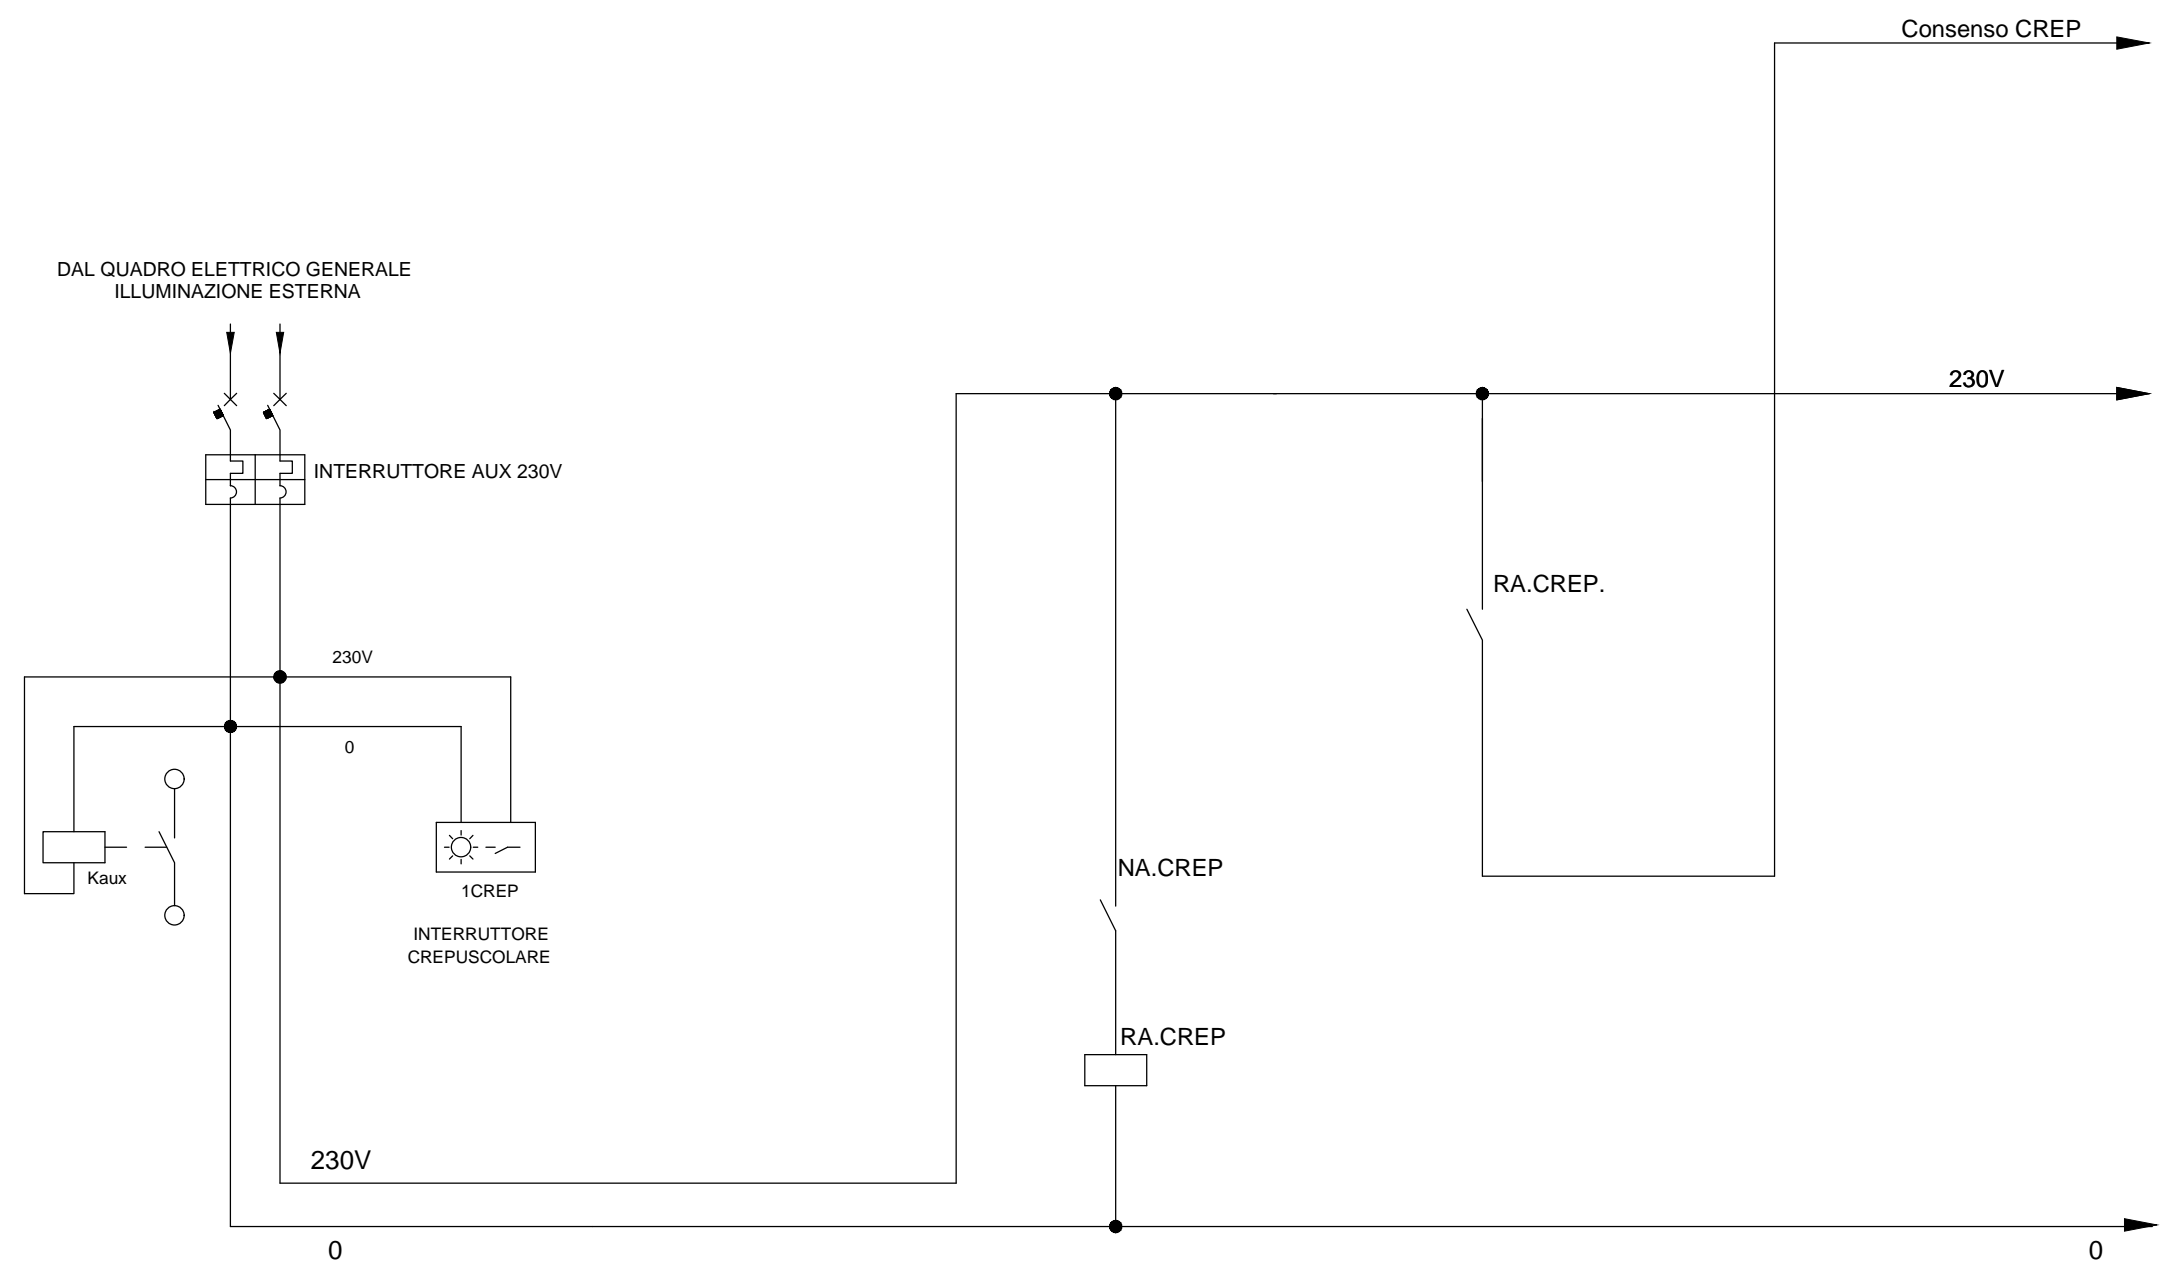 Consenso CREP
DAL QUADRO ELETTRICO GENERALE
ILLUMINAZIONE ESTERNA
230V
INTERRUTTORE AUX 230V
RA.CREP.
230V
0
NA.CREP
Kaux
1CREP
INTERRUTTORE
CREPUSCOLARE
RA.CREP
230V
0
0